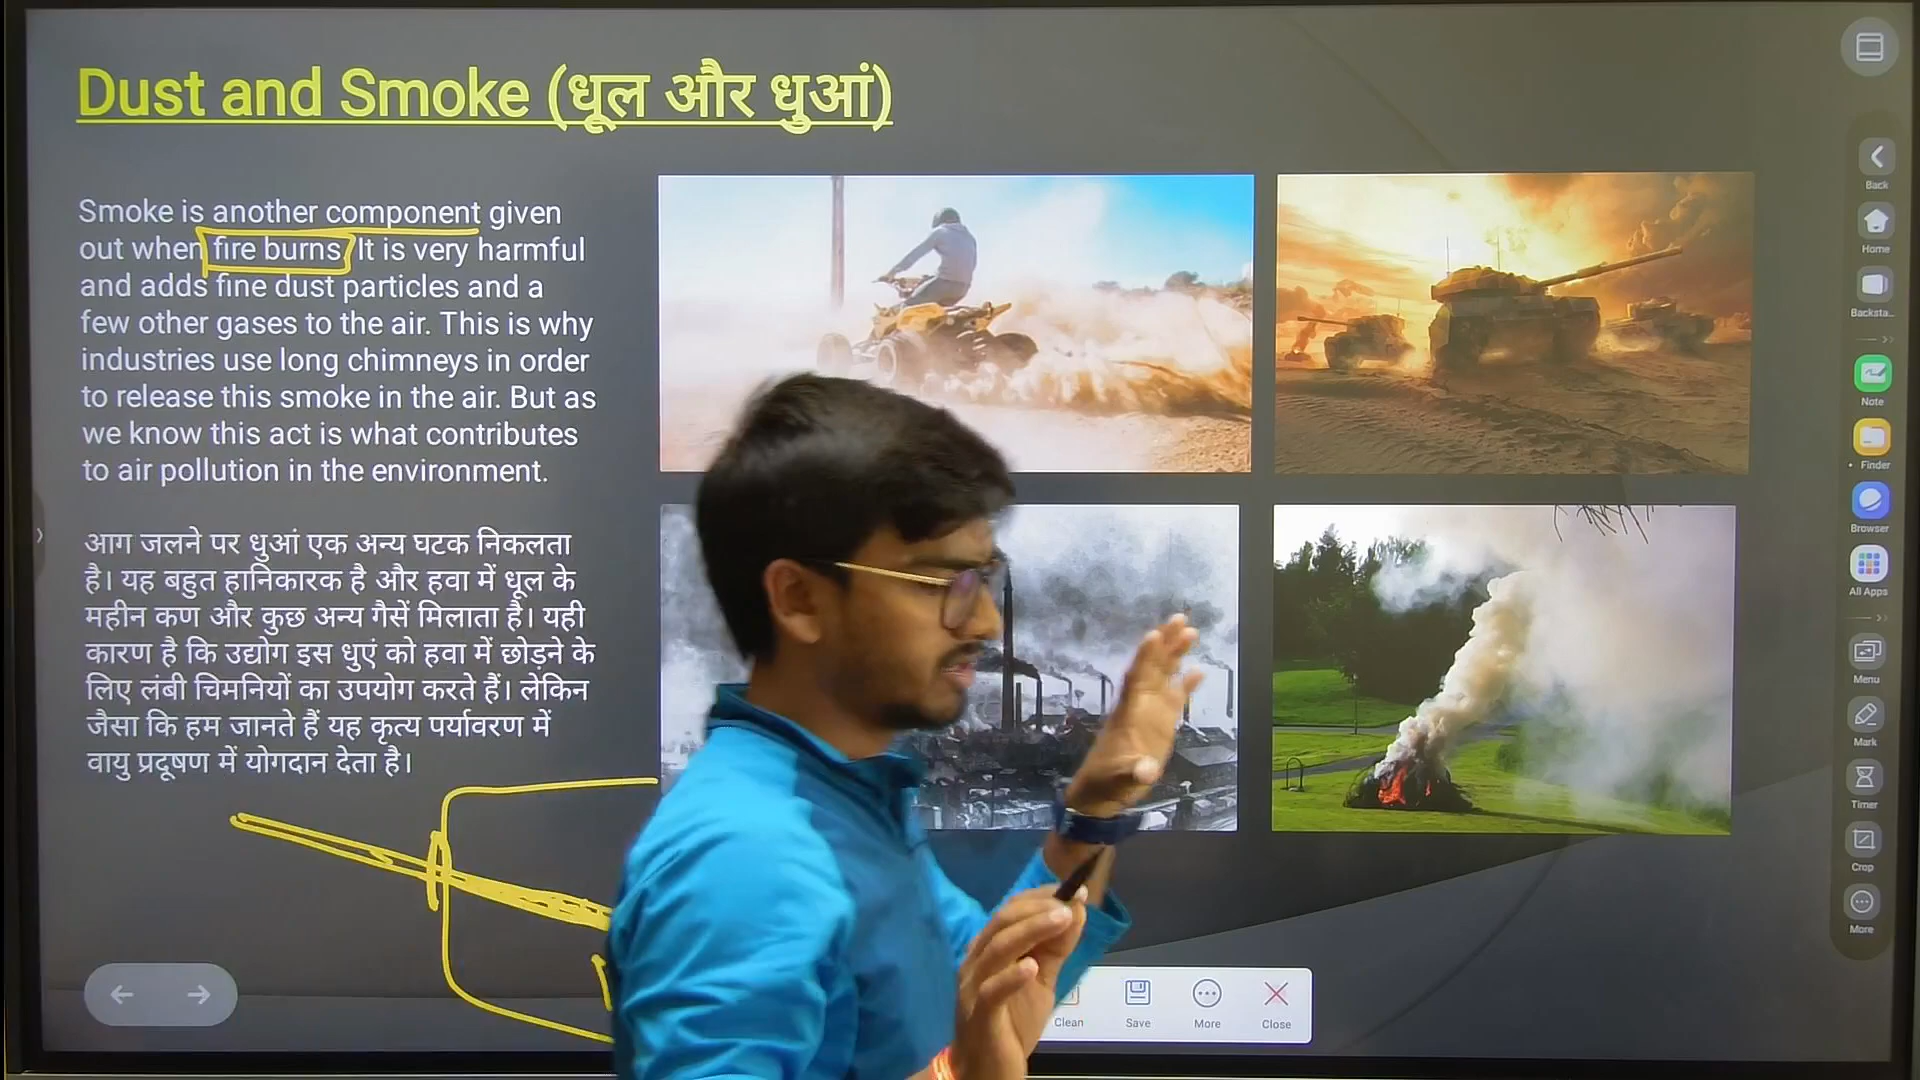 Dust and Smoke (धूल और धुआं)
Smoke is another component given
out when fire burns. It is very harmful
and adds fine dust particles and a
few other gases to the air. This is why
industries use long chimneys in order
to release this smoke in the air. But as
we know this act is what contributes
to air pollution in the environment.
आग जलने पर धुआं एक अन्य घटक निकलता
है। यह बहुत हानिकारक है और हवा में धूल के
महीन कण और कुछ अन्य गैसें मिलाता है। यही
कारण है कि उद्योग इस धुएं को हवा में छोड़ने के
लिए लंबी चिमनियों का उपयोग करते हैं। लेकिन
जैसा कि हम जानते हैं यह कृत्य पर्यावरण में
वायु प्रदूषण में योगदान देता है।
Back
Home
Backsta...
Note
Finder
Browser
All Apps
Menu
Mark
Timer
Crop
More
Clean Save More Close